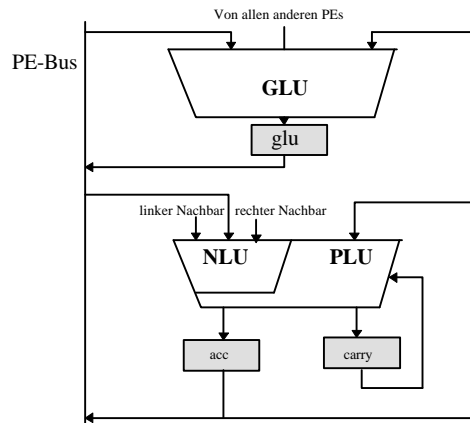 Von allen anderen PEs
PE-Bus
GLU
glu
linker Nachbar
rechter Nachbar
NLU
PLU
acc
carry